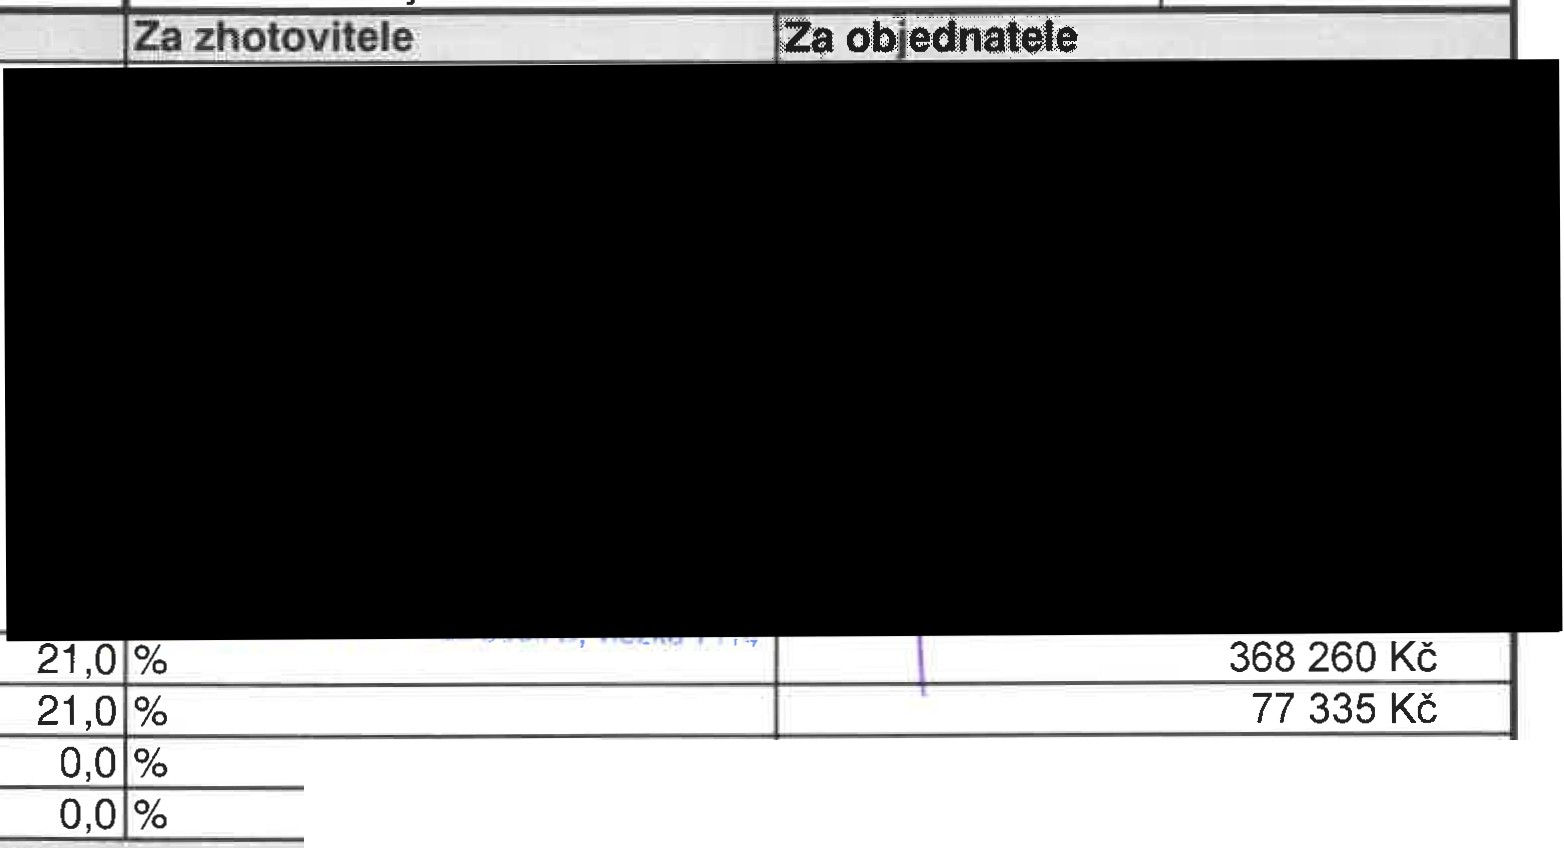 Za zhotovitele Za objednatele
21,0 % 368 260 Kč
21,0 % 77 335 Kč
0,0 %
0,0 %